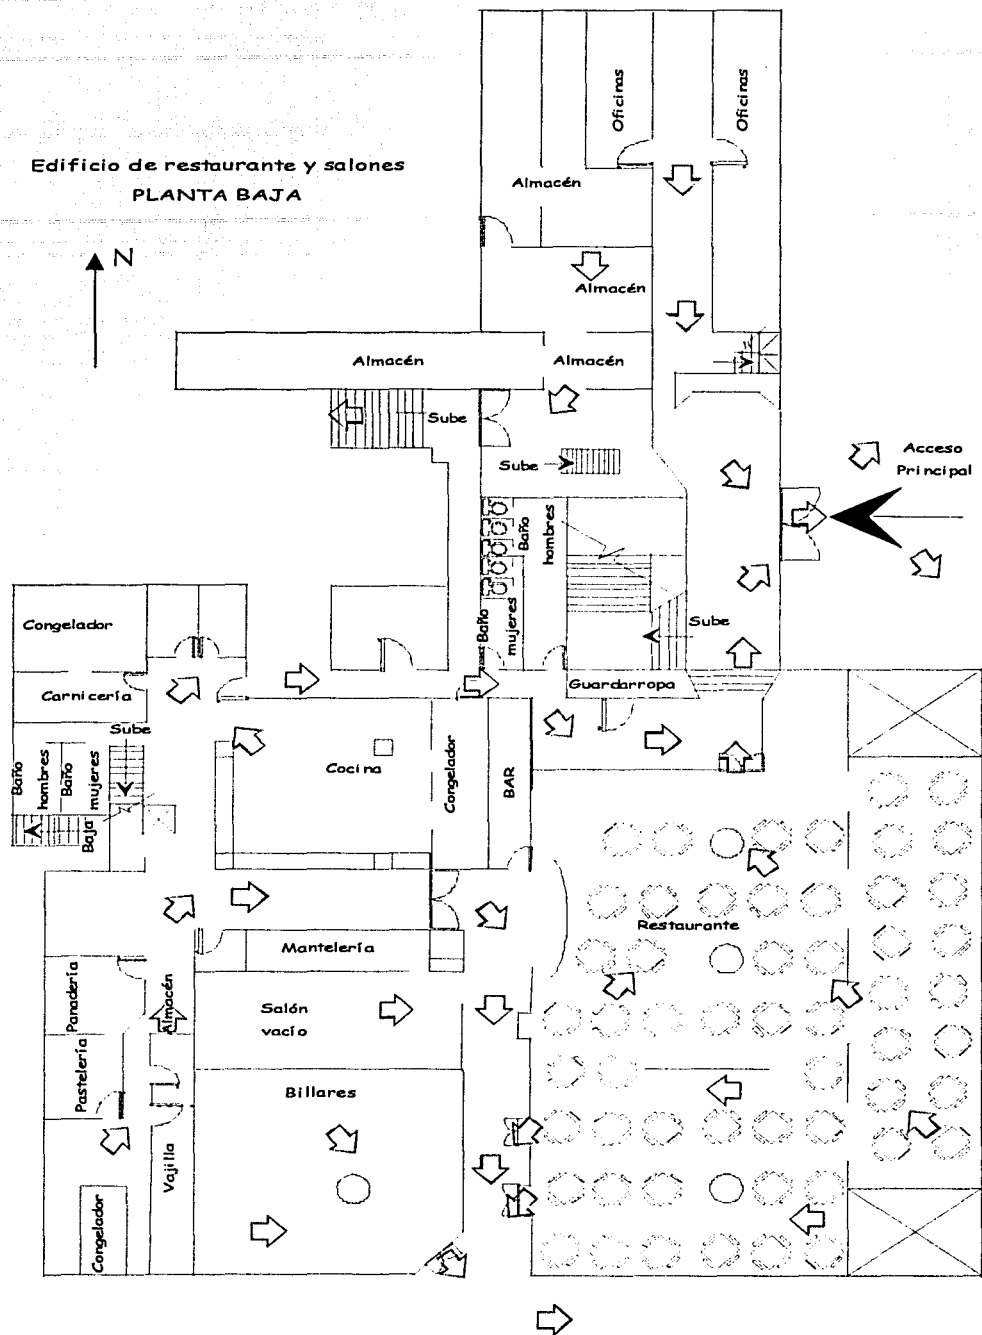 Edificio de restaurante y salones
PLANTA BAJA
N
Oficinas
Oficinas
Almacén
Almacén
Almacén
Almacén
Sube
Sube
Acceso
Principal
Baño
hombres
Baño
mujeres
Sube
Guardarropa
Congelador
Carnicería
Sube
Baño
hombres
Baño
mujeres
Baja
Cocina
Congelador
BAR
Restaurante
Mantelería
Panadería
Almacén
Salón
vacío
Pastelería
Billares
Vajilla
Congelador